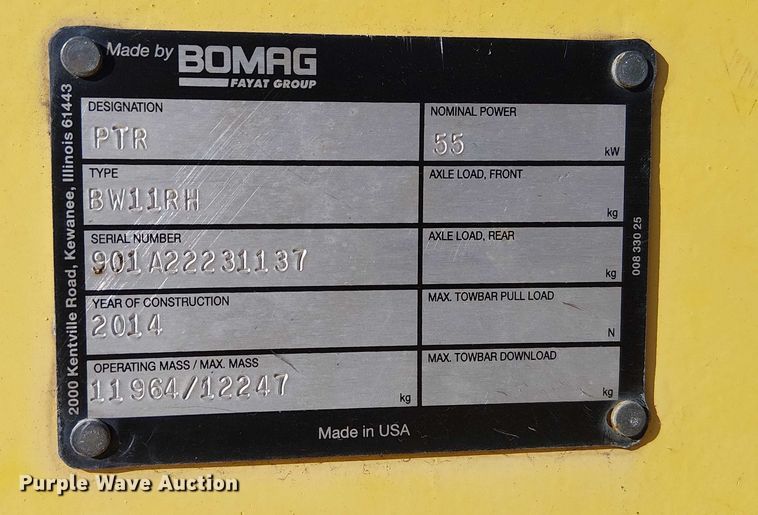 Made by BOMAG
FAYAT GROUP
2000 Kentville Road, Kewanee, Illinois 61443
DESIGNATION
PTR
NOMINAL POWER
55 kW
TYPE
BW11RH
AXLE LOAD, FRONT
kg
SERIAL NUMBER
901A22231137
AXLE LOAD, REAR
kg
YEAR OF CONSTRUCTION
2014
MAX. TOWBAR PULL LOAD
N
OPERATING MASS / MAX. MASS
11964/12247 kg
MAX. TOWBAR DOWNLOAD
kg
008 330 25
Made in USA
Purple Wave Auction